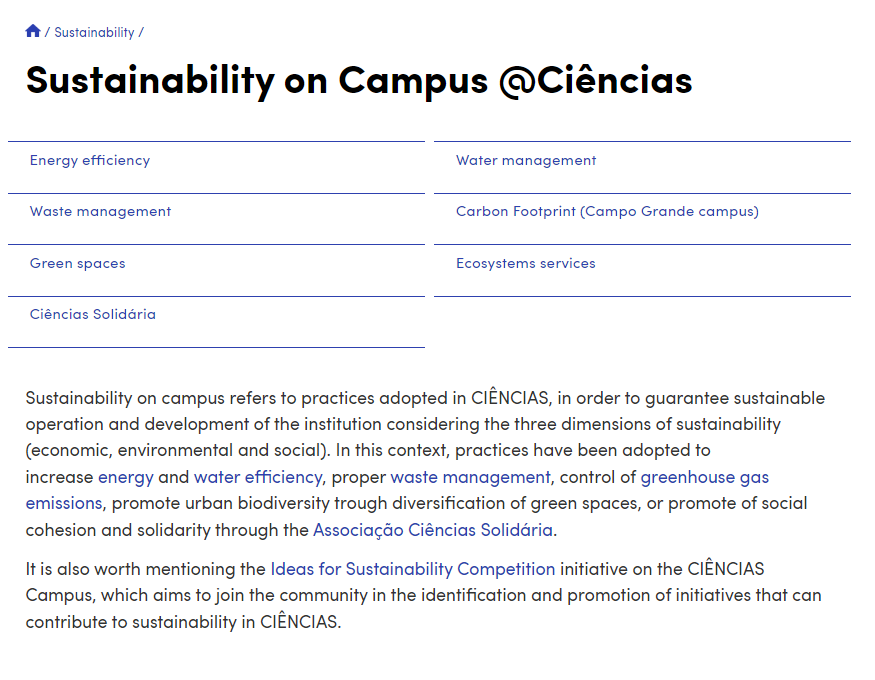 / Sustainability /
Sustainability on Campus @Ciências
Energy efficiency
Water management
Waste management
Carbon Footprint (Campo Grande campus)
Green spaces
Ecosystems services
Ciências Solidária
Sustainability on campus refers to practices adopted in CIÊNCIAS, in order to guarantee sustainable
operation and development of the institution considering the three dimensions of sustainability
(economic, environmental and social). In this context, practices have been adopted to
increase energy and water efficiency, proper waste management, control of greenhouse gas
emissions, promote urban biodiversity trough diversification of green spaces, or promote of social
cohesion and solidarity through the Associação Ciências Solidária.
It is also worth mentioning the Ideas for Sustainability Competition initiative on the CIÊNCIAS
Campus, which aims to join the community in the identification and promotion of initiatives that can
contribute to sustainability in CIÊNCIAS.